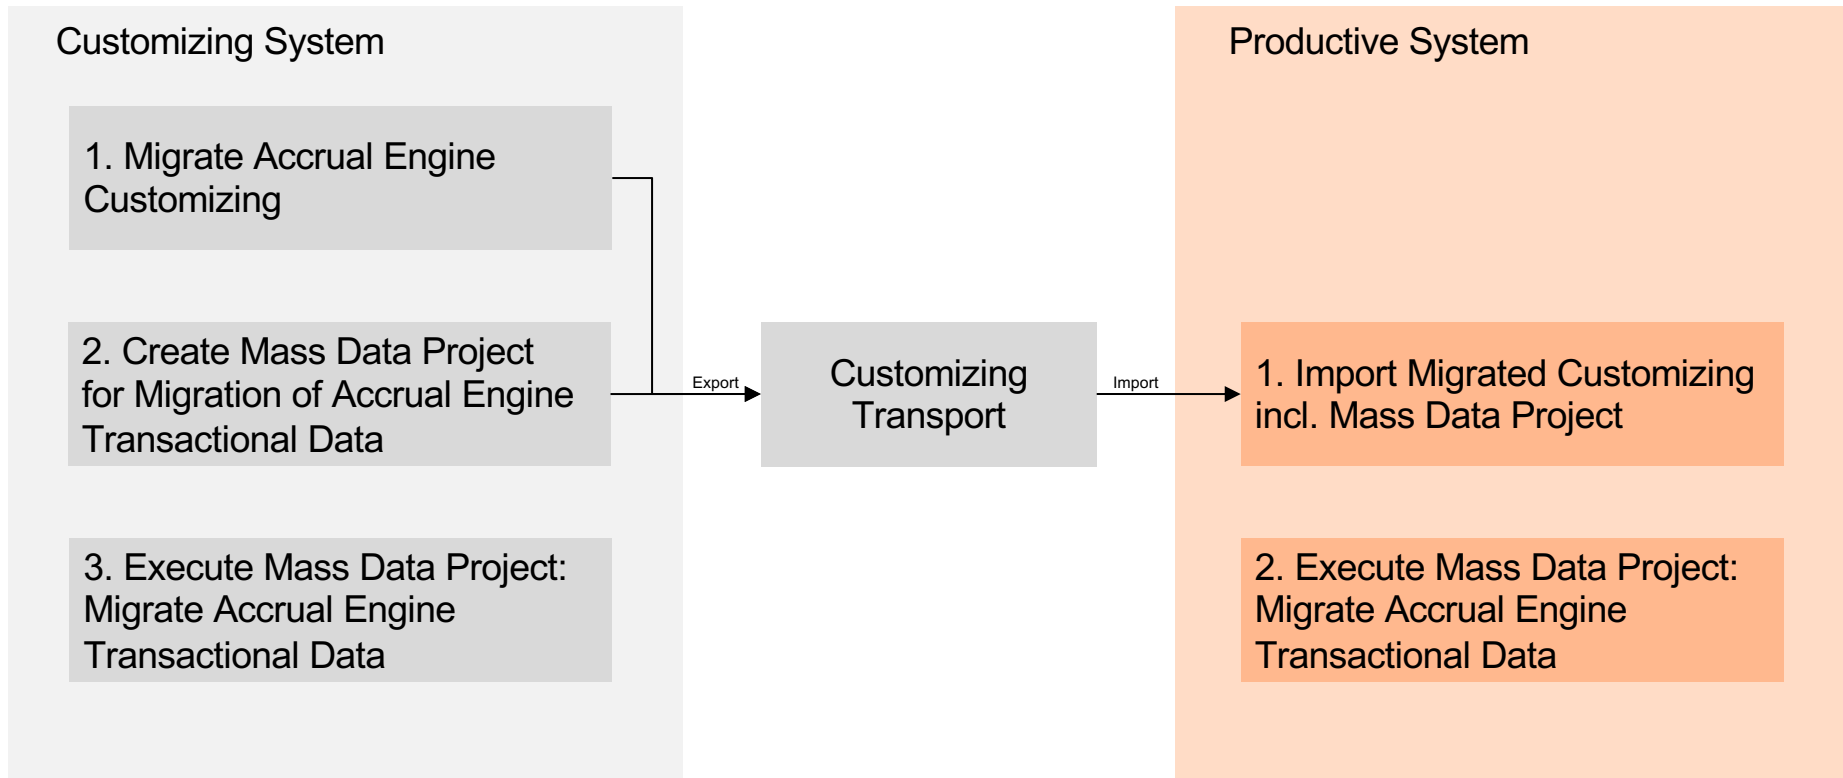 Customizing System
1. Migrate Accrual Engine
Customizing
2. Create Mass Data Project
for Migration of Accrual Engine
Transactional Data
3. Execute Mass Data Project:
Migrate Accrual Engine
Transactional Data
Export
Customizing
Transport
Import
Productive System
1. Import Migrated Customizing
incl. Mass Data Project
2. Execute Mass Data Project:
Migrate Accrual Engine
Transactional Data